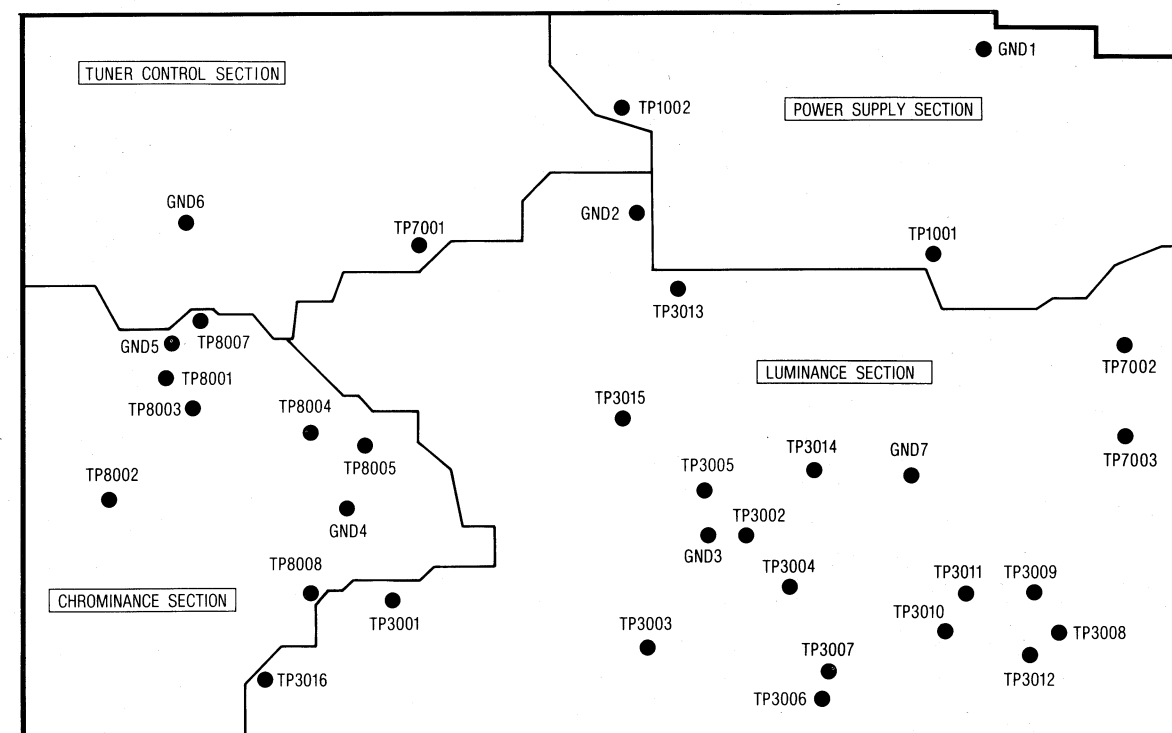 GND1
TUNER CONTROL SECTION
TP1002
POWER SUPPLY SECTION
GND6
GND2
TP7001
TP1001
TP3013
TP8007
GND5
TP7002
LUMINANCE SECTION
TP8001
TP8003
TP8004
TP3015
TP3014
GND7
TP7003
TP8005
TP3005
TP8002
TP3002
GND4
GND3
TP8008
TP3004
TP3011
TP3009
CHROMINANCE SECTION
TP3001
TP3010
TP3003
TP3008
TP3007
TP3016
TP3012
TP3006